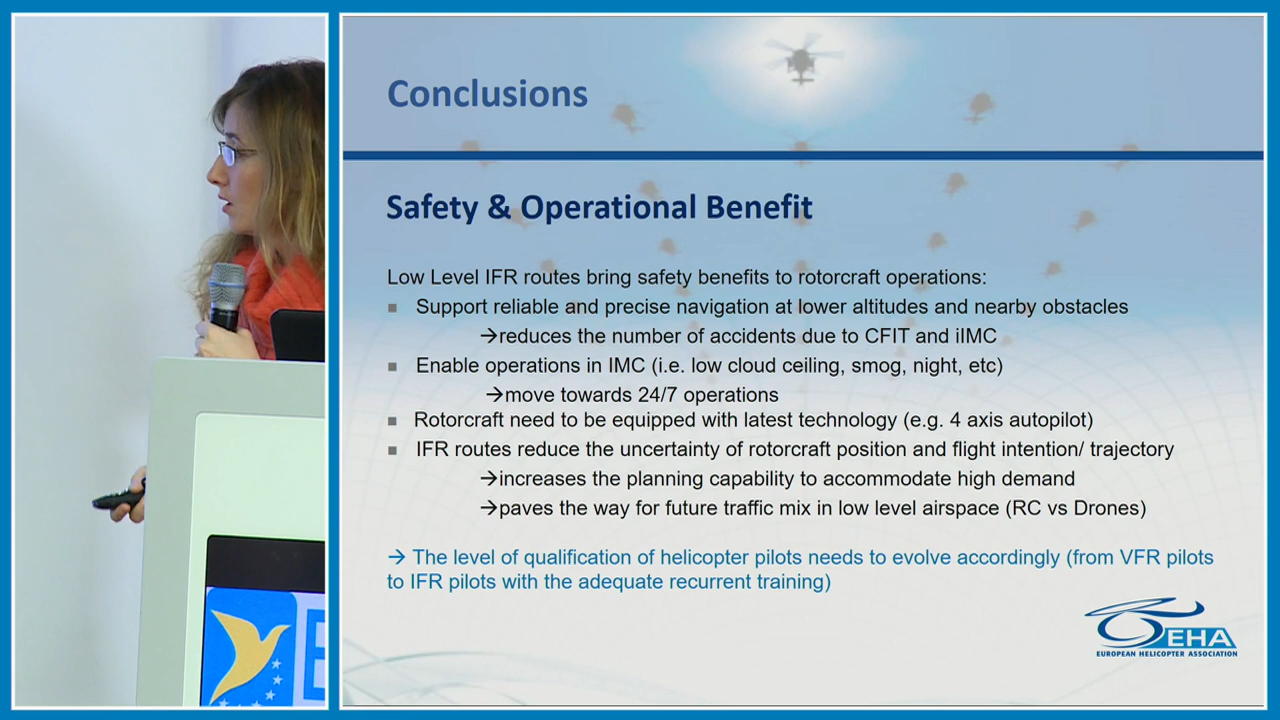 Conclusions
Safety & Operational Benefit
Low Level IFR routes bring safety benefits to rotorcraft operations:
▪ Support reliable and precise navigation at lower altitudes and nearby obstacles
→reduces the number of accidents due to CFIT and iIMC
▪ Enable operations in IMC (i.e. low cloud ceiling, smog, night, etc)
→move towards 24/7 operations
▪ Rotorcraft need to be equipped with latest technology (e.g. 4 axis autopilot)
▪ IFR routes reduce the uncertainty of rotorcraft position and flight intention/ trajectory
→increases the planning capability to accommodate high demand
→paves the way for future traffic mix in low level airspace (RC vs Drones)
→ The level of qualification of helicopter pilots needs to evolve accordingly (from VFR pilots
to IFR pilots with the adequate recurrent training)
EHA
EUROPEAN HELICOPTER ASSOCIATION